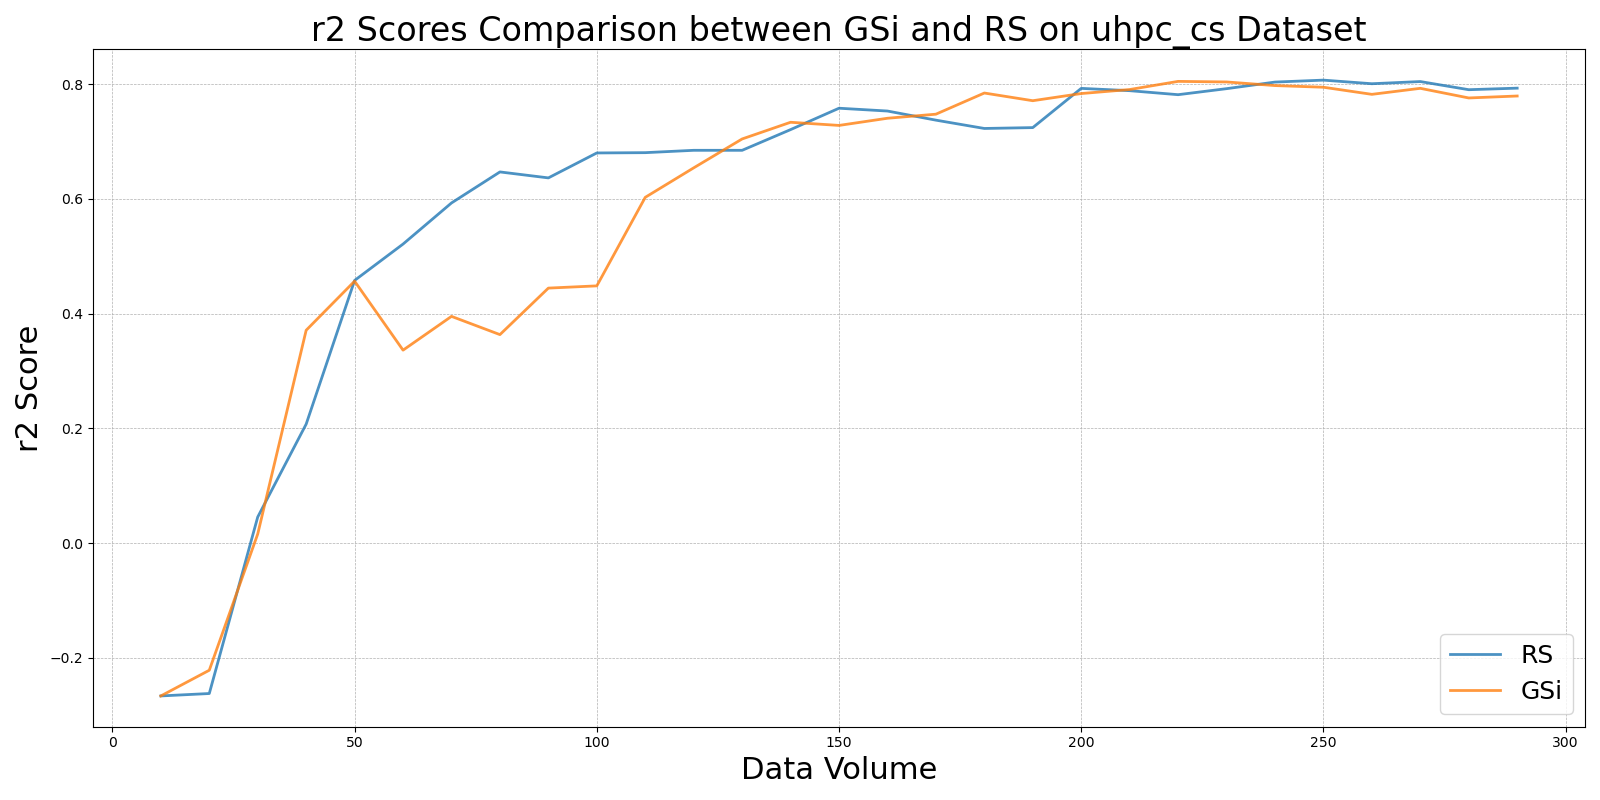 r2 Scores Comparison between GSi and RS on uhpc_cs Dataset
r2 Score
0.8
0.6
0.4
0.2
0.0
−0.2
0 50 100 150 200 250 300
Data Volume
RS
GSi